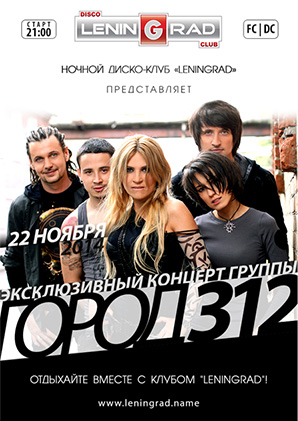 СТАРТ
21:00
DISCO
LENINGRAD
CLUB
FC|DC
НОЧНОЙ ДИСКО-КЛУБ «LENINGRAD»
ПРЕДСТАВЛЯЕТ
22 НОЯБРЯ
2014
ЭКСКЛЮЗИВНЫЙ КОНЦЕРТ ГРУППЫ
ГОРОД 312
ОТДЫХАЙТЕ ВМЕСТЕ С КЛУБОМ "LENINGRAD"!
www.leningrad.name